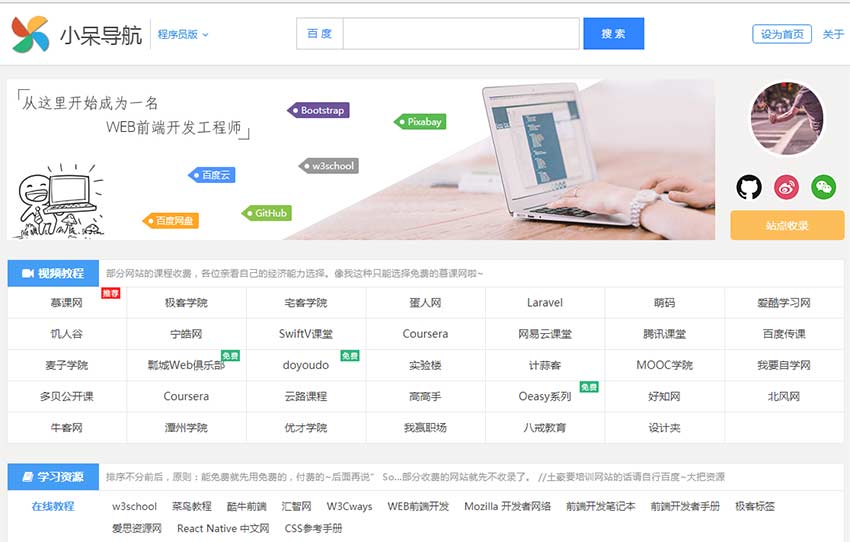 小呆导航 程序员版 百 度 搜 索 设为首页 关于
从这里开始成为一名
WEB前端开发工程师
Bootstrap
Pixabay
w3school
百度云
GitHub
百度网盘
站点收录
视频教程 部分网站的课程收费，各位亲看自己的经济能力选择。像我这种只能选择免费的慕课网啦~
慕课网 推荐 极客学院 宅客学院 蛋人网 Laravel 萌码 爱酷学习网
饥人谷 宁皓网 SwiftV课堂 Coursera 网易云课堂 腾讯课堂 百度传课
麦子学院 鄄城Web俱乐部 免费 doyoudo 免费 实验楼 计蒜客 MOOC学院 我要自学网
多贝公开课 Coursera 云路课程 高高手 Oeasy系列 免费 好知网 北风网
牛客网 潭州学院 优才学院 我赢职场 八戒教育 设计夹
学习资源 排序不分前后，原则：能免费就先用免费的，付费的~后面再说” So...部分收费的网站就先不收录了。 //土豪要培训网站的话请自行百度~大把资源
在线教程 w3school 菜鸟教程 酷牛前端 汇智网 W3Cways WEB前端开发 Mozilla 开发者网络 前端开发笔记本 前端开发者手册 极客标签
爱思资源网 React Native 中文网 CSS参考手册